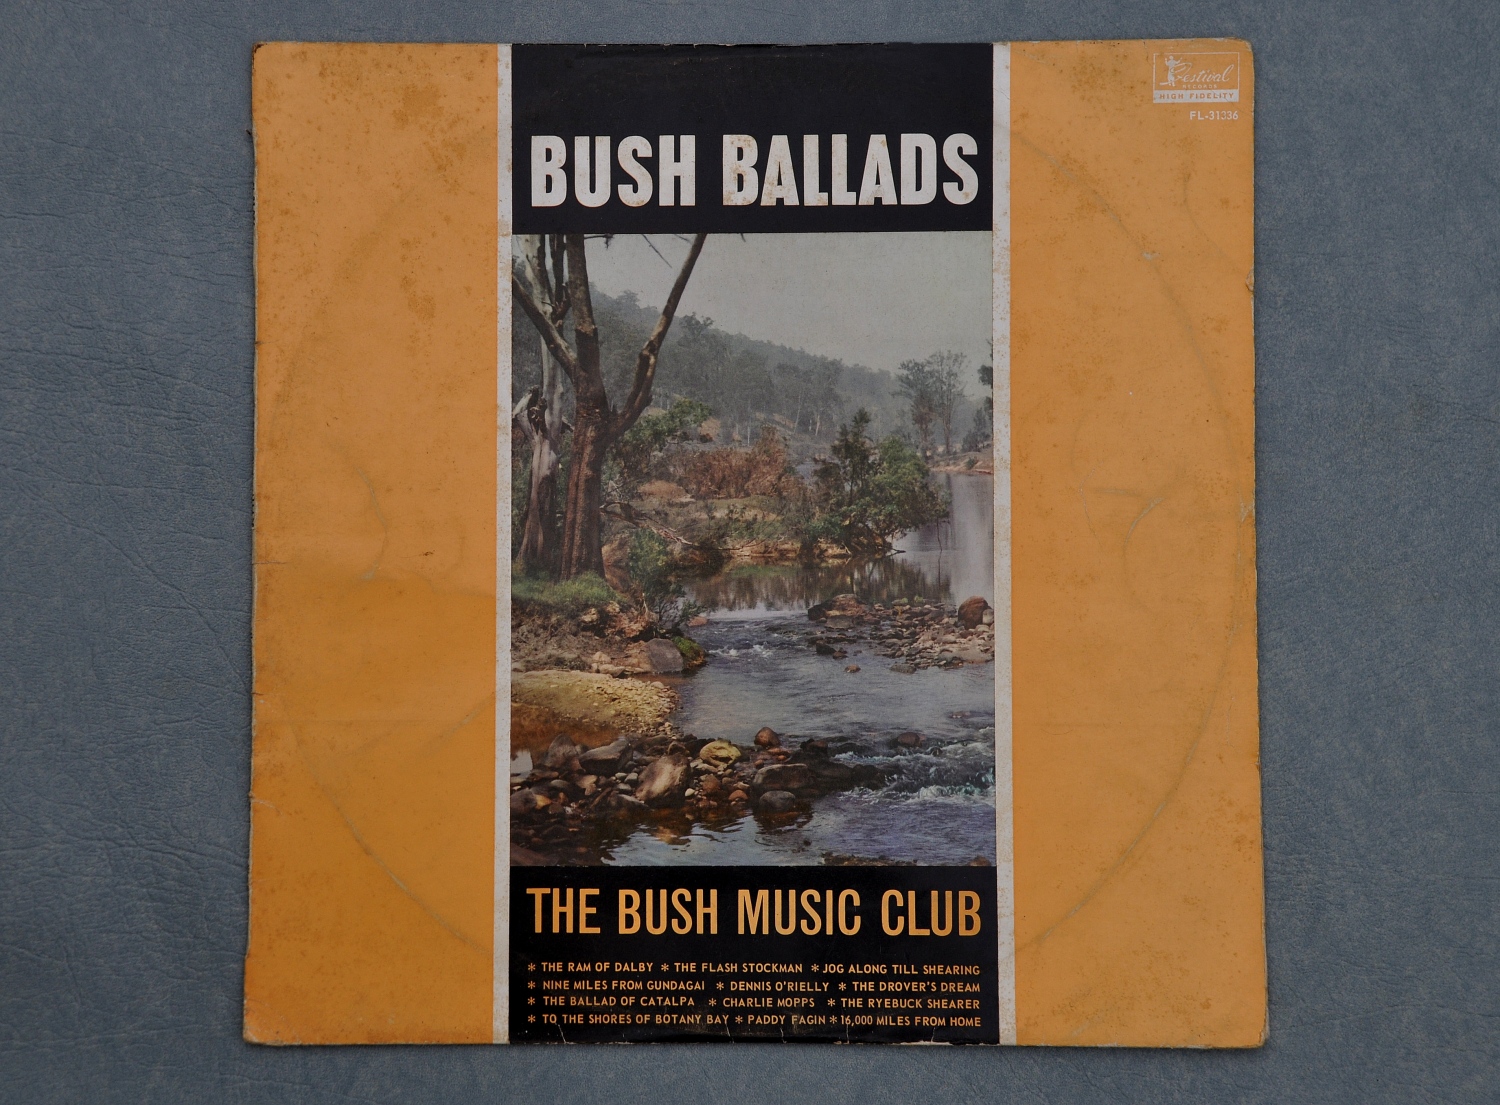 Festival
RECORDS
HIGH FIDELITY
FL-31336
BUSH BALLADS
THE BUSH MUSIC CLUB
* THE RAM OF DALBY * THE FLASH STOCKMAN * JOG ALONG TILL SHEARING
* NINE MILES FROM GUNDAGAI * DENNIS O'RIELLY * THE DROVER'S DREAM
* THE BALLAD OF CATALPA * CHARLIE MOPPS * THE RYEBUCK SHEARER
* TO THE SHORES OF BOTANY BAY * PADDY FAGIN * 16,000 MILES FROM HOME